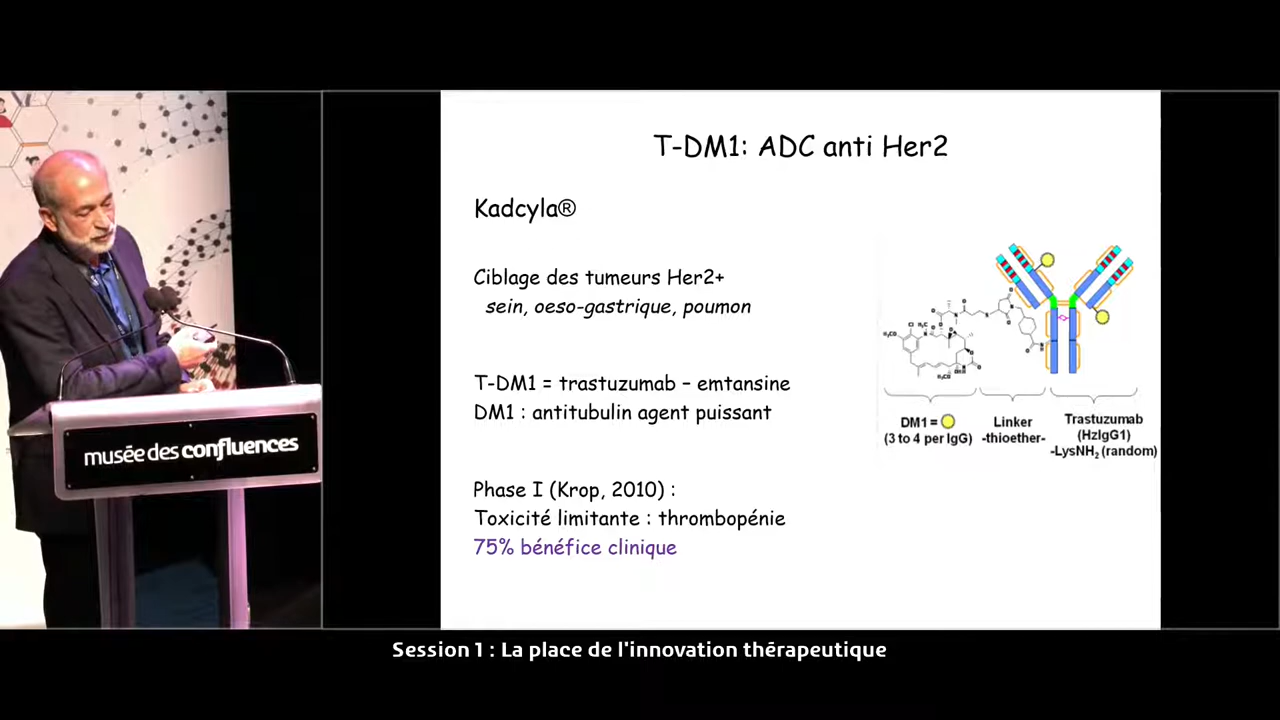 T-DM1: ADC anti Her2
Kadcyla®
Ciblage des tumeurs Her2+
sein, oeso-gastrique, poumon
T-DM1 = trastuzumab – emtansine
DM1 : antitubulin agent puissant
Phase I (Krop, 2010) :
Toxicité limitante : thrombopénie
75% bénéfice clinique
DM1 =
(3 to 4 per IgG)
Linker
-thioether-
Trastuzumab
(HzIgG1)
-LysNH2 (random)
musée des confluences
Session 1 : La place de l'innovation thérapeutique